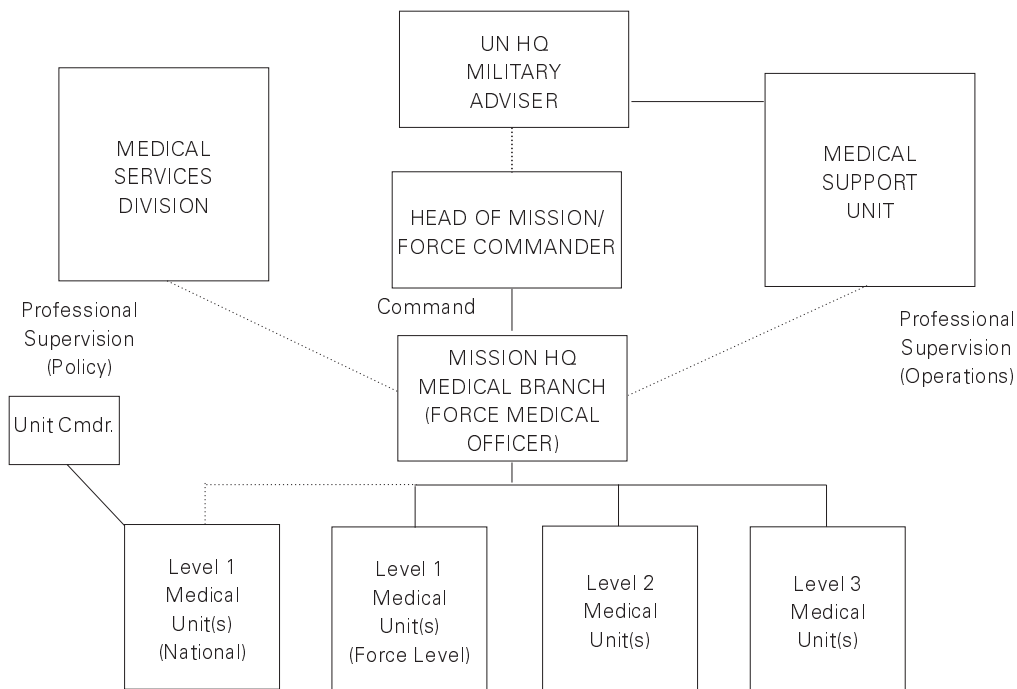 UN HQ
MILITARY
ADVISER
MEDICAL
SERVICES
DIVISION
MEDICAL
SUPPORT
UNIT
HEAD OF MISSION/
FORCE COMMANDER
Command
Professional
Supervision
(Policy)
Professional
Supervision
(Operations)
MISSION HQ
MEDICAL BRANCH
(FORCE MEDICAL
OFFICER)
Unit Cmdr.
Level 1
Medical
Unit(s)
(National)
Level 1
Medical
Unit(s)
(Force Level)
Level 2
Medical
Unit(s)
Level 3
Medical
Unit(s)